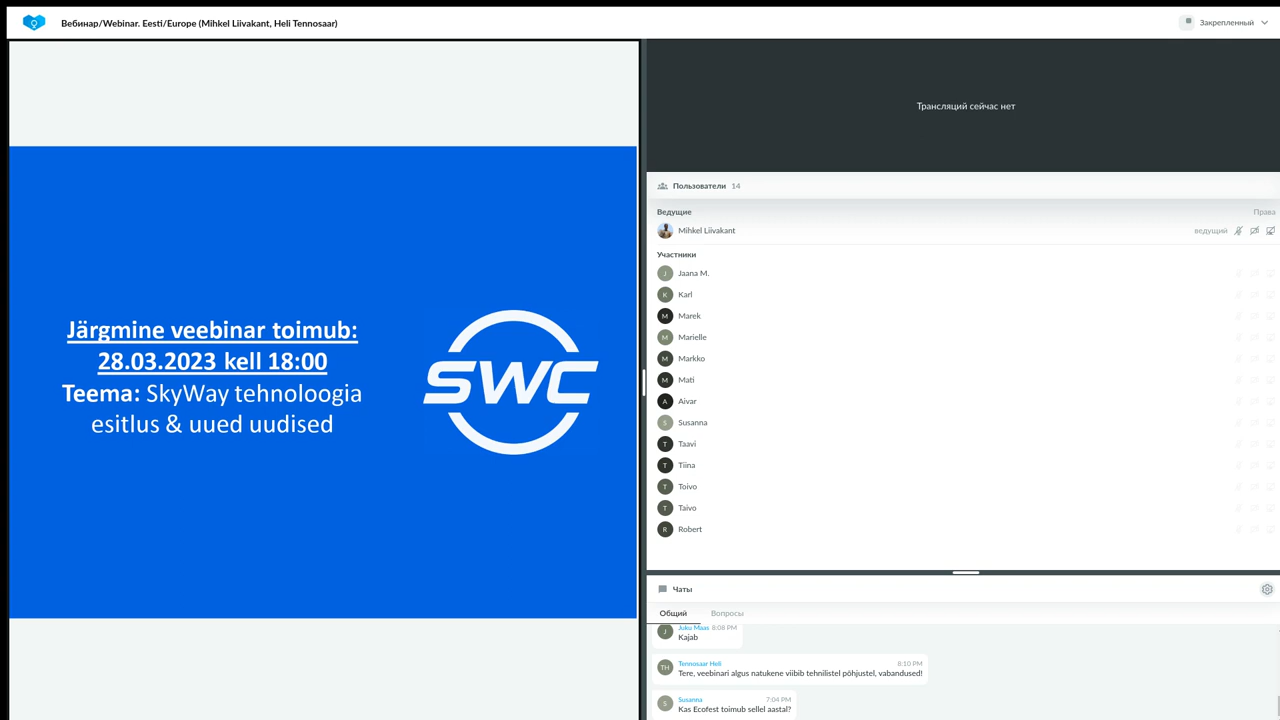 Вебинар/Webinar. Eesti/Europe (Mihkel Liivakant, Heli Tennosaar)
Закрепленный
Järgmine veebinar toimub:
28.03.2023 kell 18:00
Teema: SkyWay tehnoloogia
esitlus & uued uudised
SWC
Трансляций сейчас нет
Пользователи 14
Ведущие Права
Mihkel Liivakant ведущий
Участники
J Jaana M.
K Karl
M Marek
M Marielle
M Markko
M Mati
A Aivar
S Susanna
T Taavi
T Tiina
T Toivo
T Taivo
R Robert
Чаты
Общий Вопросы
Juku Maas 8:08 PM
J Kajab
Tennosaar Heli 8:10 PM
TH Tere, veebinari algus natukene viibib tehnilistel põhjustel, vabandused!
Susanna 7:04 PM
S Kas Ecofest toimub sellel aastal?